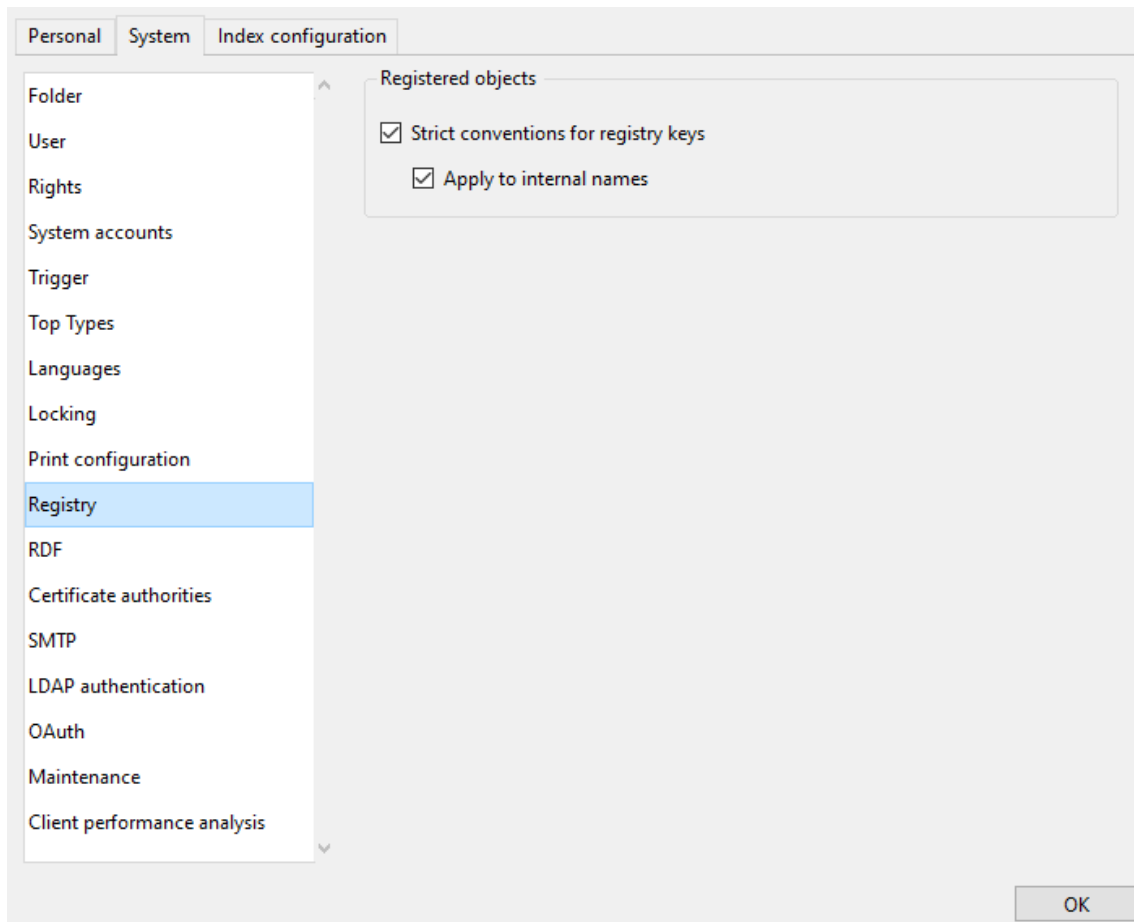 Personal System Index configuration
Folder
User
Rights
System accounts
Trigger
Top Types
Languages
Locking
Print configuration
Registry
RDF
Certificate authorities
SMTP
LDAP authentication
OAuth
Maintenance
Client performance analysis
Registered objects
Strict conventions for registry keys
Apply to internal names
OK